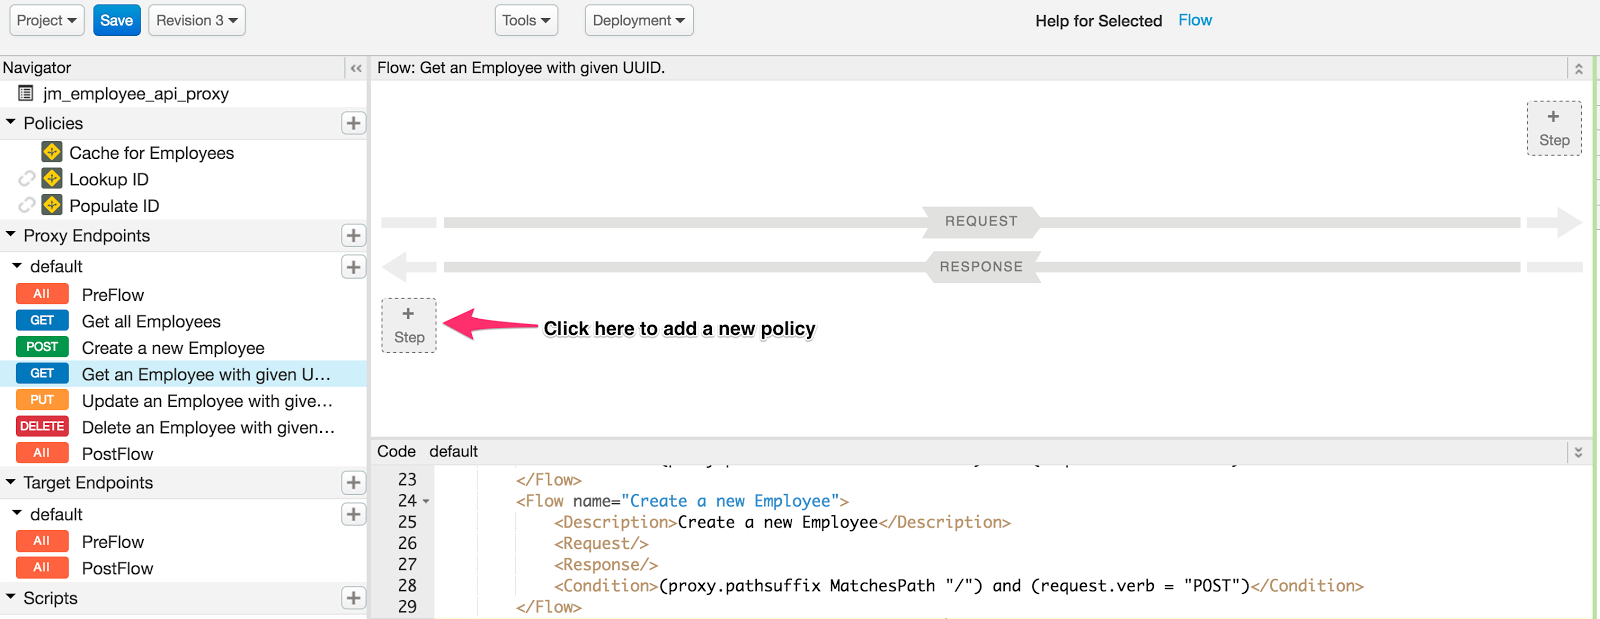 Project
Save
Revision 3
Tools
Deployment
Help for Selected Flow
Navigator
jm_employee_api_proxy
Policies
Cache for Employees
Lookup ID
Populate ID
Proxy Endpoints
default
All PreFlow
GET Get all Employees
POST Create a new Employee
GET Get an Employee with given U...
PUT Update an Employee with give...
DELETE Delete an Employee with given...
All PostFlow
Target Endpoints
default
All PreFlow
All PostFlow
Scripts
Flow: Get an Employee with given UUID.
+
Step
REQUEST
RESPONSE
+
Step
Click here to add a new policy
Code default
23 </Flow>
24 <Flow name="Create a new Employee">
25 <Description>Create a new Employee</Description>
26 <Request/>
27 <Response/>
28 <Condition>(proxy.pathsuffix MatchesPath "/") and (request.verb = "POST")</Condition>
29 </Flow>